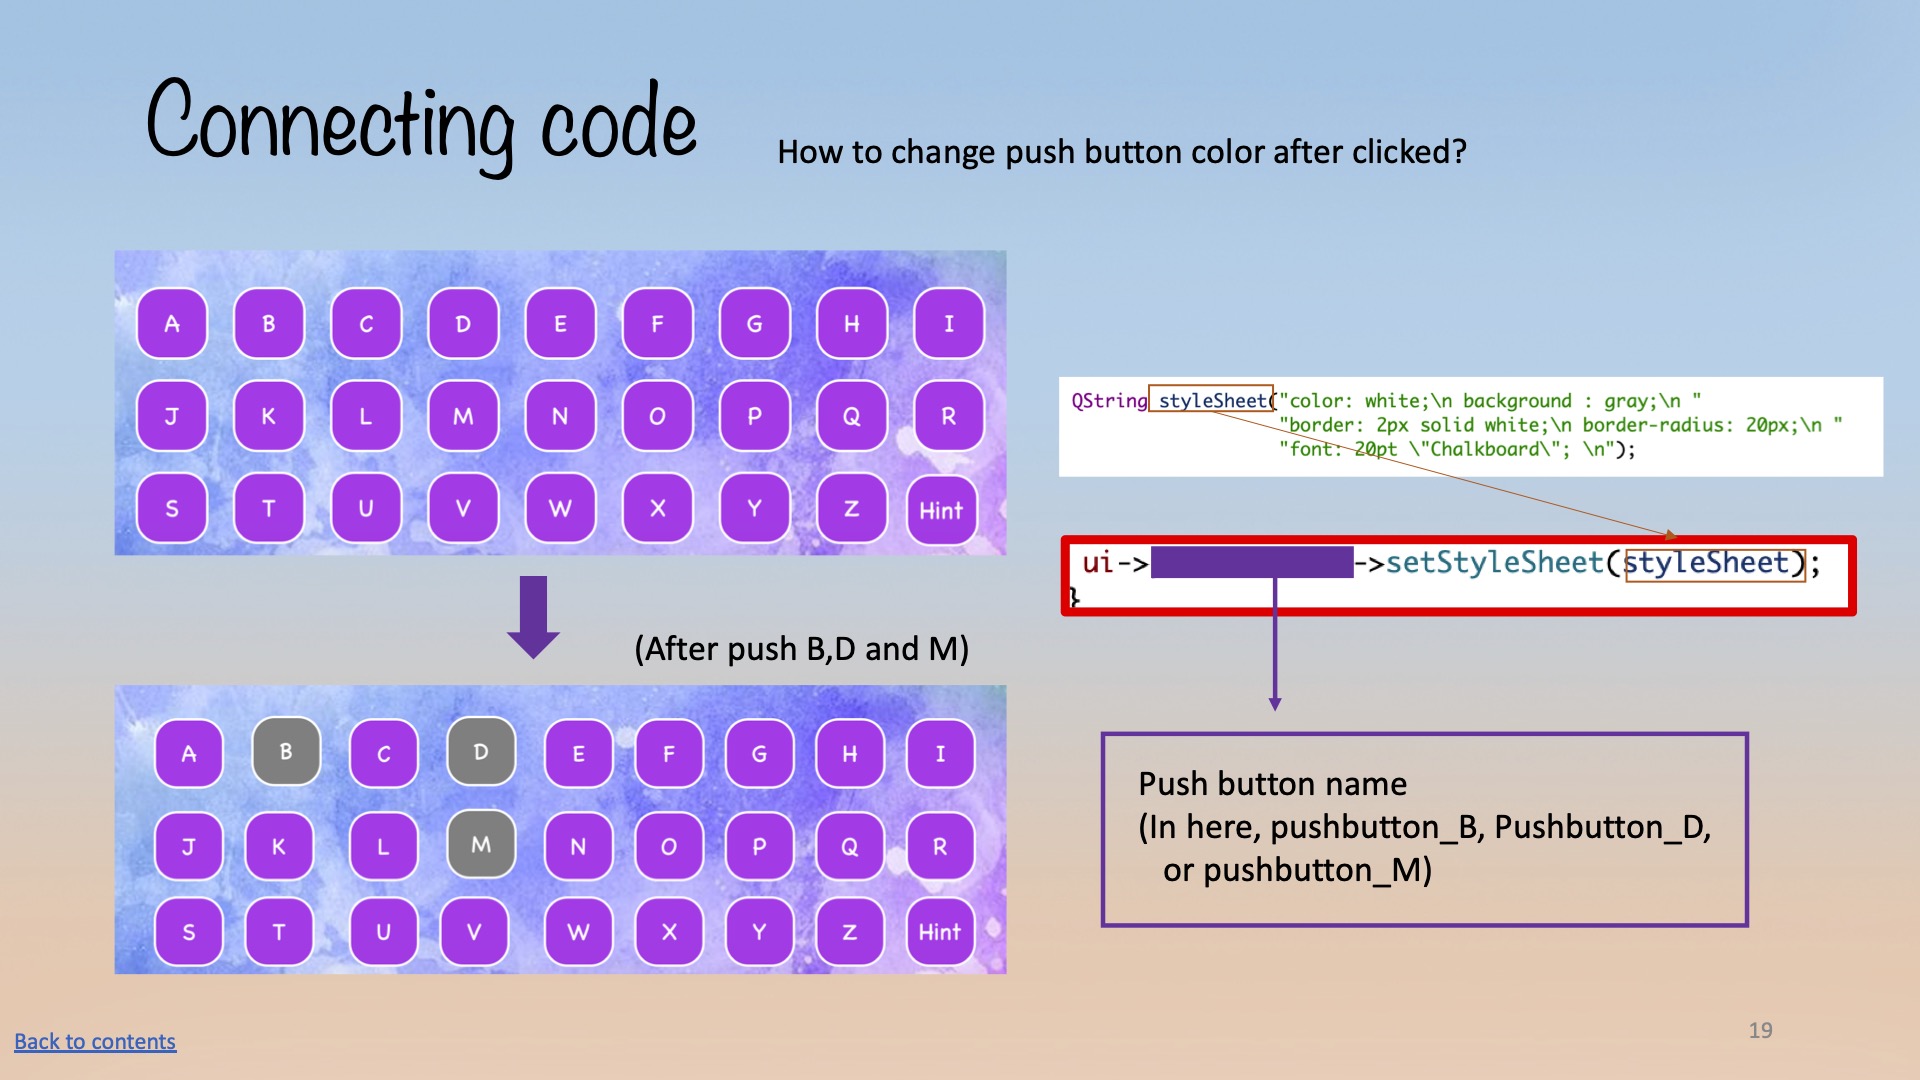 Connecting code
How to change push button color after clicked?
A B C D E F G H I
J K L M N O P Q R
S T U V W X Y Z Hint
(After push B,D and M)
A B C D E F G H I
J K L M N O P Q R
S T U V W X Y Z Hint
QString styleSheet("color: white;\n background : gray;\n "
"border: 2px solid white;\n border-radius: 20px;\n "
"font: 20pt \"Chalkboard\"; \n");
ui-> ->setStyleSheet(styleSheet);
}
Push button name
(In here, pushbutton_B, Pushbutton_D,
or pushbutton_M)
Back to contents
19